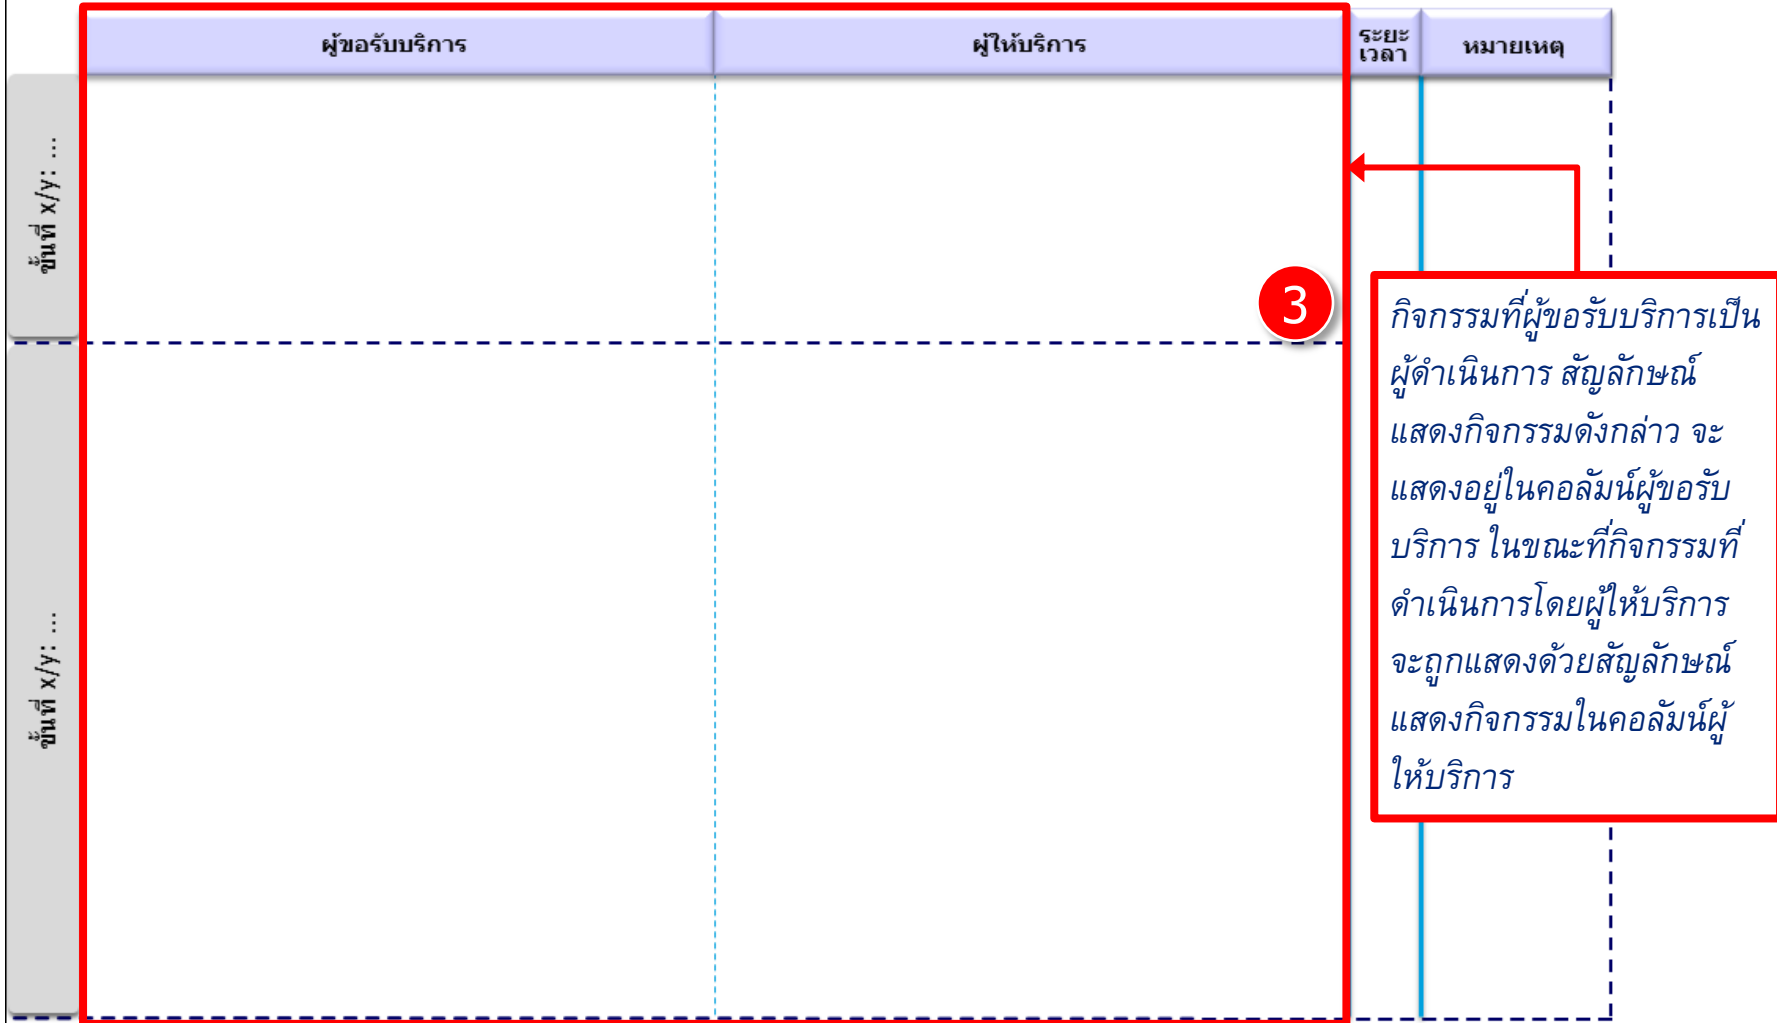 ผู้ขอรับบริการ
ผู้ให้บริการ
ระยะ
เวลา
หมายเหตุ
ขั้นที่ x/y: ...
3
กิจกรรมที่ผู้ขอรับบริการเป็น
ผู้ดำเนินการ สัญลักษณ์
แสดงกิจกรรมดังกล่าว จะ
แสดงอยู่ในคอลัมน์ผู้ขอรับ
บริการ ในขณะที่กิจกรรมที่
ดำเนินการโดยผู้ให้บริการ
จะถูกแสดงด้วยสัญลักษณ์
แสดงกิจกรรมในคอลัมน์ผู้
ให้บริการ
ขั้นที่ x/y: ...